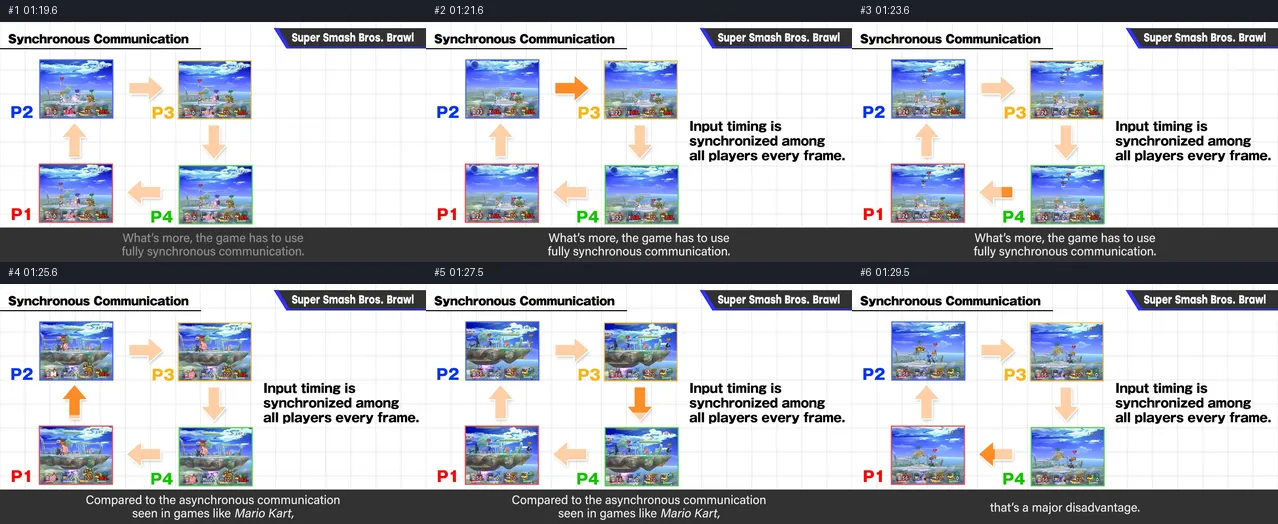 #1 01:19.6
Synchronous Communication
Super Smash Bros. Brawl
P2
P3
P1
P4
What's more, the game has to use
fully synchronous communication.
#2 01:21.6
Synchronous Communication
Super Smash Bros. Brawl
P2
P3
Input timing is
synchronized among
all players every frame.
P1
P4
What's more, the game has to use
fully synchronous communication.
#3 01:23.6
Synchronous Communication
Super Smash Bros. Brawl
P2
P3
Input timing is
synchronized among
all players every frame.
P1
P4
What's more, the game has to use
fully synchronous communication.
#4 01:25.6
Synchronous Communication
Super Smash Bros. Brawl
P2
P3
Input timing is
synchronized among
all players every frame.
P1
P4
Compared to the asynchronous communication
seen in games like Mario Kart,
#5 01:27.5
Synchronous Communication
Super Smash Bros. Brawl
P2
P3
Input timing is
synchronized among
all players every frame.
P1
P4
Compared to the asynchronous communication
seen in games like Mario Kart,
#6 01:29.5
Synchronous Communication
Super Smash Bros. Brawl
P2
P3
Input timing is
synchronized among
all players every frame.
P1
P4
that's a major disadvantage.